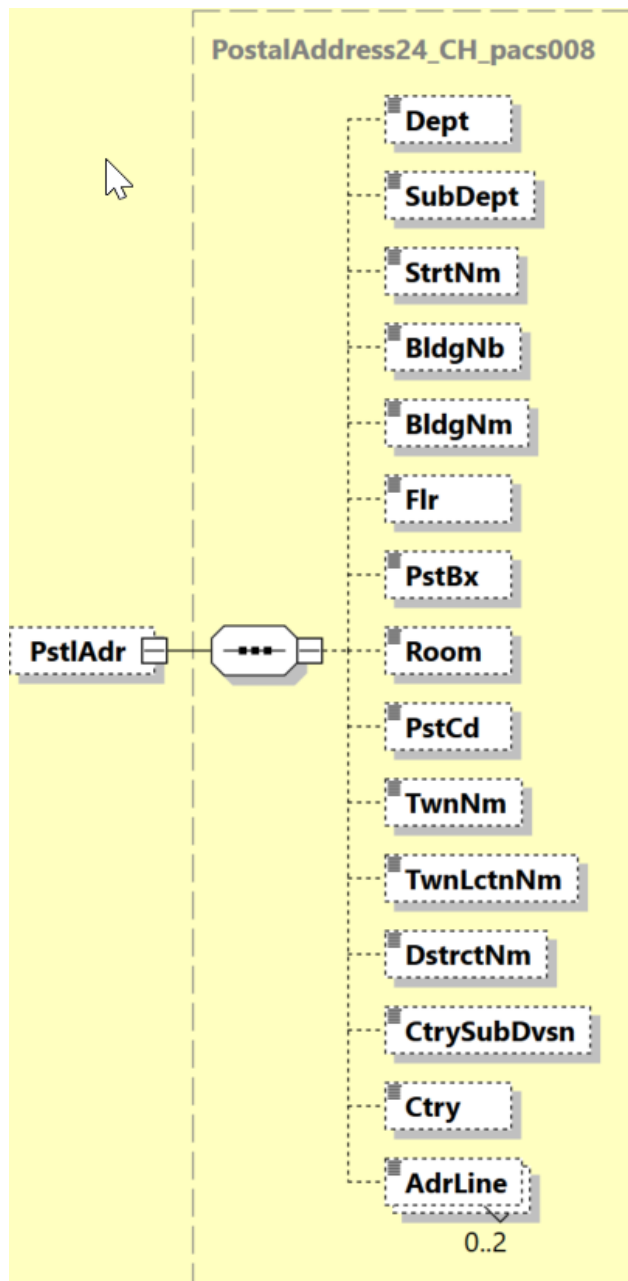 PostalAddress24_CH_pacs008
Dept
SubDept
StrtNm
BldgNb
BldgNm
Flr
PstBx
PstlAdr
Room
PstCd
TwnNm
TwnLctnNm
DstrctNm
CtrySubDvsn
Ctry
AdrLine
0..2